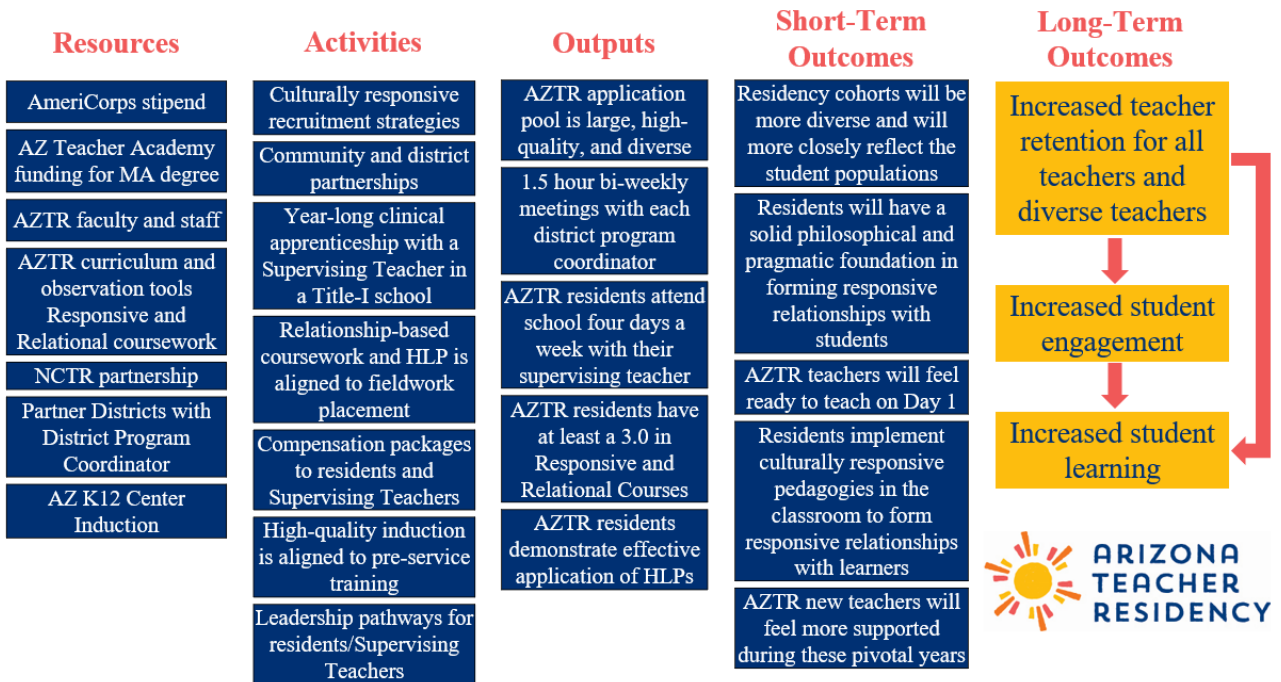 Resources
AmeriCorps stipend
AZ Teacher Academy
funding for MA degree
AZTR faculty and staff
AZTR curriculum and
observation tools
Responsive and
Relational coursework
NCTR partnership
Partner Districts with
District Program
Coordinator
AZ K12 Center
Induction
Activities
Culturally responsive
recruitment strategies
Community and district
partnerships
Year-long clinical
apprenticeship with a
Supervising Teacher in
a Title-I school
Relationship-based
coursework and HLP is
aligned to fieldwork
placement
Compensation packages
to residents and
Supervising Teachers
High-quality induction
is aligned to pre-service
training
Leadership pathways for
residents/Supervising
Teachers
Outputs
AZTR application
pool is large, high-
quality, and diverse
1.5 hour bi-weekly
meetings with each
district program
coordinator
AZTR residents attend
school four days a
week with their
supervising teacher
AZTR residents have
at least a 3.0 in
Responsive and
Relational Courses
AZTR residents
demonstrate effective
application of HLPs
Short-Term
Outcomes
Residency cohorts will be
more diverse and will
more closely reflect the
student populations
Residents will have a
solid philosophical and
pragmatic foundation in
forming responsive
relationships with
students
AZTR teachers will feel
ready to teach on Day 1
Residents implement
culturally responsive
pedagogies in the
classroom to form
responsive relationships
with learners
AZTR new teachers will
feel more supported
during these pivotal years
Long-Term
Outcomes
Increased teacher
retention for all
teachers and
diverse teachers
Increased student
engagement
Increased student
learning
ARIZONA
TEACHER
RESIDENCY